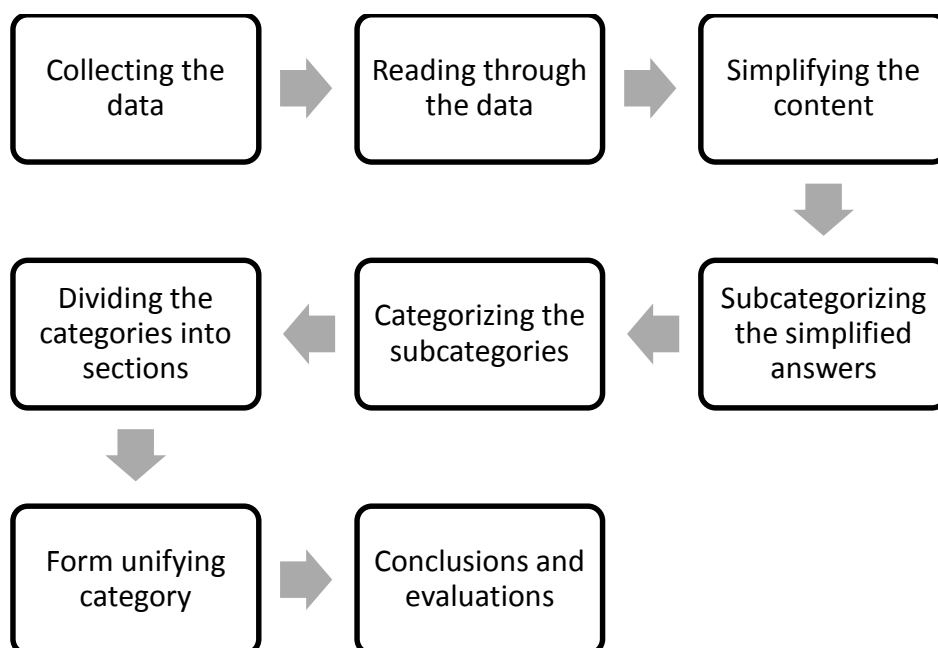 Collecting the
data
Reading through
the data
Simplifying the
content
Subcategorizing
the simplified
answers
Categorizing the
subcategories
Dividing the
categories into
sections
Form unifying
category
Conclusions and
evaluations